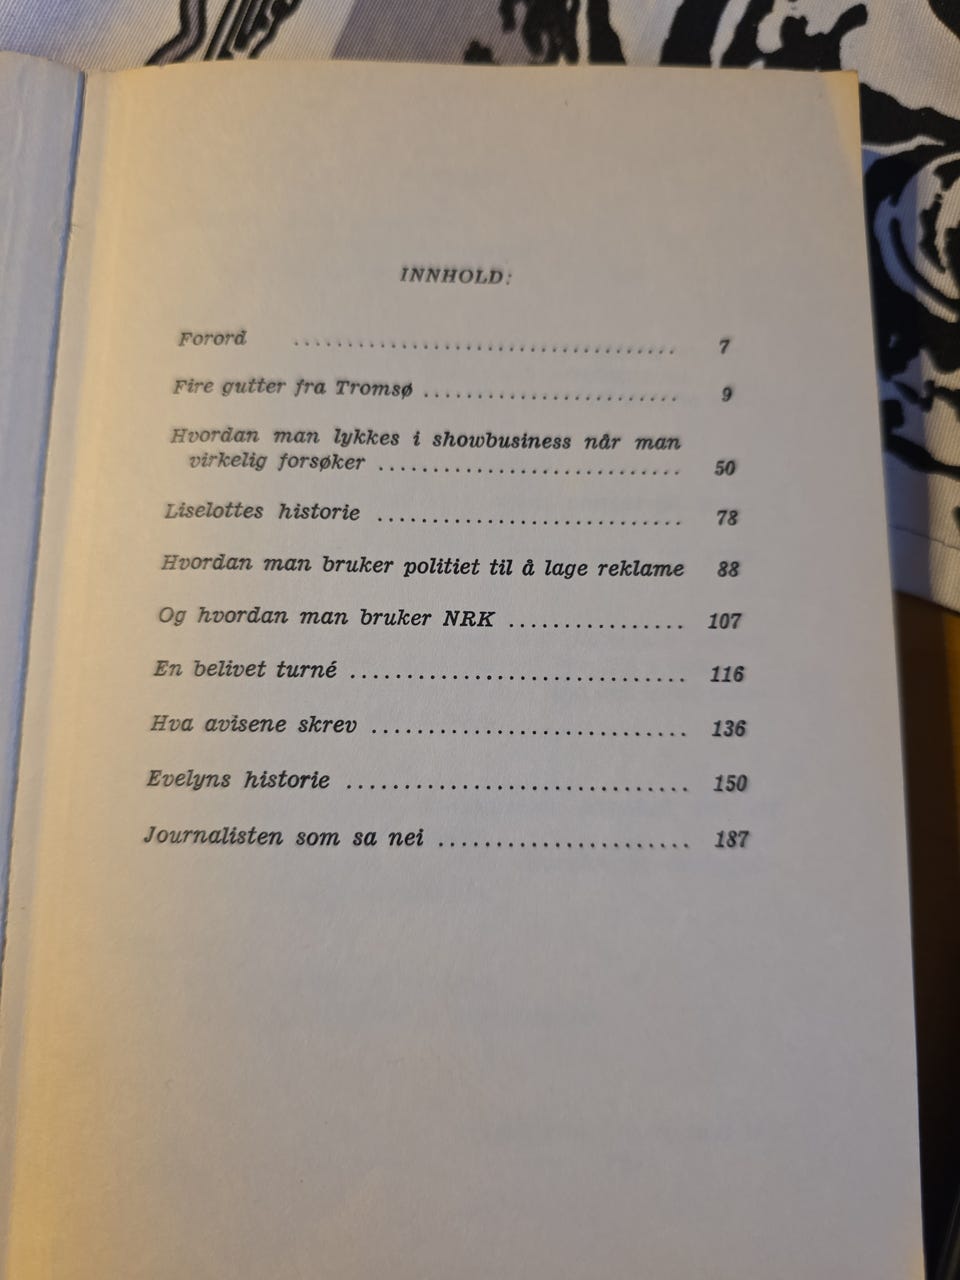 INNHOLD:
Forord .................................... 7
Fire gutter fra Tromsø ........................ 9
Hvordan man lykkes i showbusiness når man
virkelig forsøker ........................... 50
Liselottes historie ........................... 78
Hvordan man bruker politiet til å lage reklame 88
Og hvordan man bruker NRK ................ 107
En belivet turné .............................. 116
Hva avisene skrev ............................ 136
Evelyns historie .............................. 150
Journalisten som sa nei ...................... 187